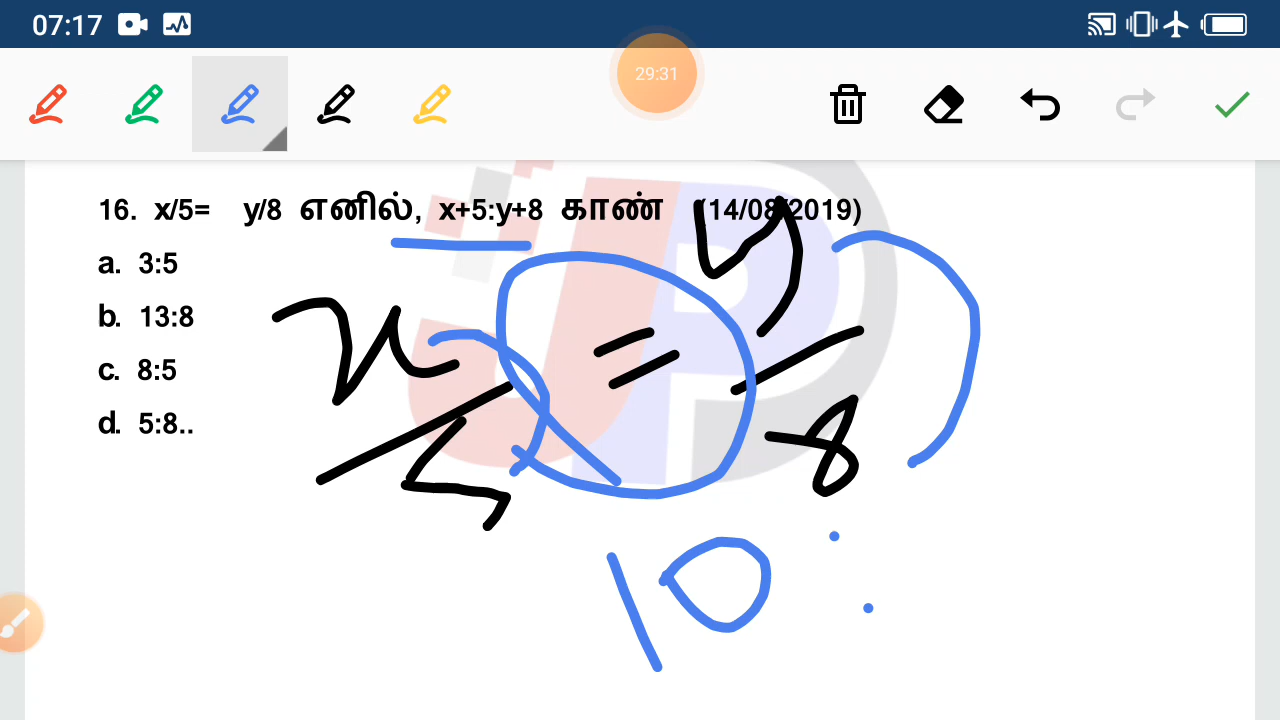 07:17
29:31
16. x/5= y/8 எனில், x+5:y+8 காண் (14/08/2019)
a. 3:5
b. 13:8
c. 8:5
d. 5:8..
x/5 = y/8
10 :